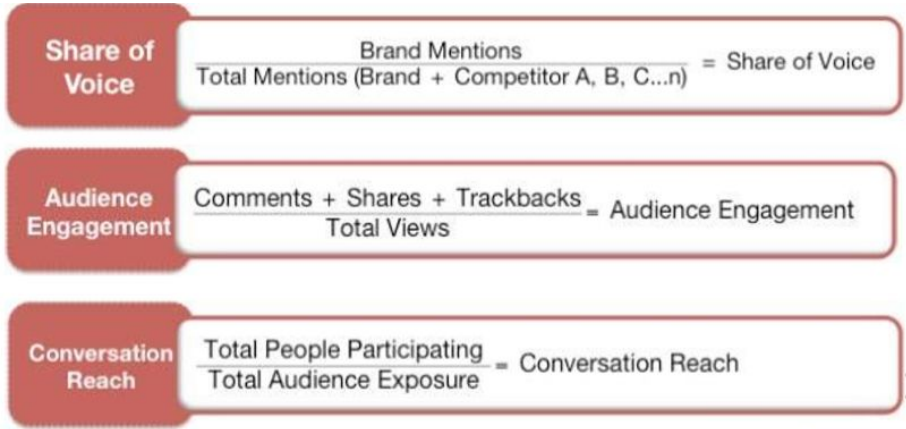 Share of
Voice
Brand Mentions
Total Mentions (Brand + Competitor A, B, C...n)
= Share of Voice
Audience
Engagement
Comments + Shares + Trackbacks
Total Views
= Audience Engagement
Conversation
Reach
Total People Participating
Total Audience Exposure
= Conversation Reach